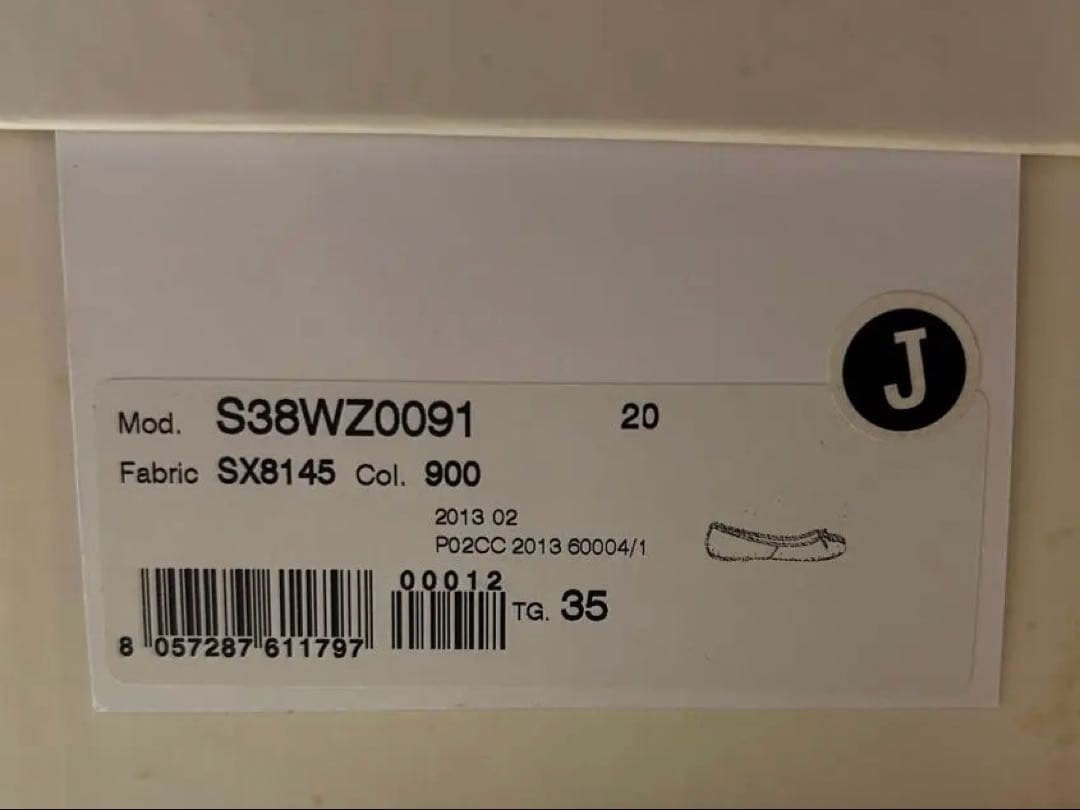 J
Mod. S38WZ0091 20
Fabric SX8145 Col. 900
2013 02
P02CC 2013 60004/1
00012
TG. 35
8 057287 611797